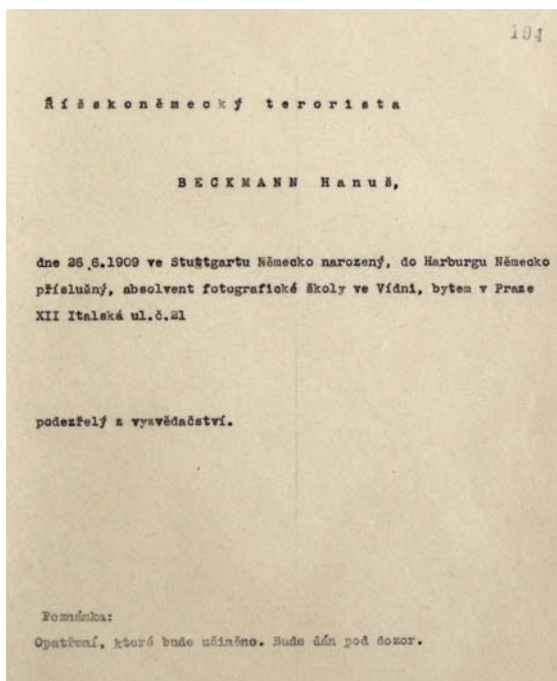 194
Říšskoněmecký terorista
BECKMANN Hanuš,
dne 26.6.1909 ve Stuttgartu Německo narozený, do Harburgu Německo
příslušný, absolvent fotografické školy ve Vídni, bytem v Praze
XII Italská ul.č.21
podezřelý z vyzvědačství.
Poznámka:
Opatření, která bude učiněno. Bude dán pod dozor.